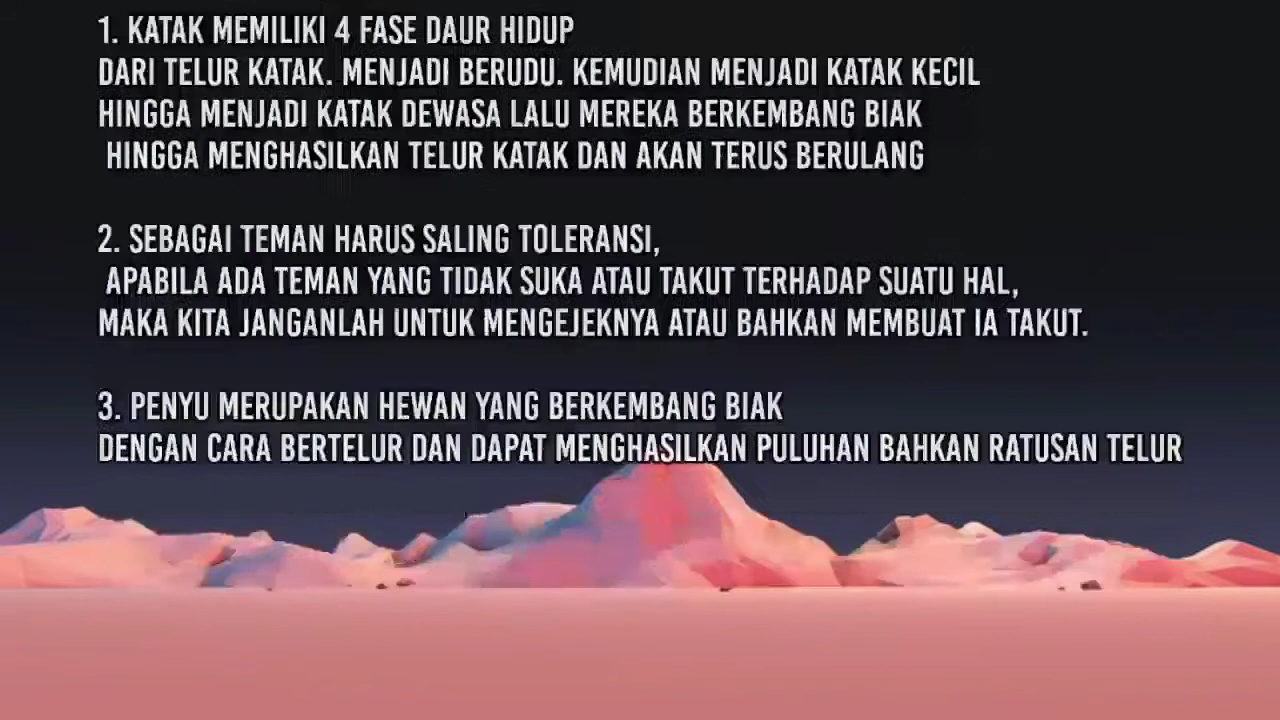 1. KATAK MEMILIKI 4 FASE DAUR HIDUP
DARI TELUR KATAK. MENJADI BERUDU. KEMUDIAN MENJADI KATAK KECIL
HINGGA MENJADI KATAK DEWASA LALU MEREKA BERKEMBANG BIAK
HINGGA MENGHASILKAN TELUR KATAK DAN AKAN TERUS BERULANG
2. SEBAGAI TEMAN HARUS SALING TOLERANSI,
APABILA ADA TEMAN YANG TIDAK SUKA ATAU TAKUT TERHADAP SUATU HAL,
MAKA KITA JANGANLAH UNTUK MENGEJEKNYA ATAU BAHKAN MEMBUAT IA TAKUT.
3. PENYU MERUPAKAN HEWAN YANG BERKEMBANG BIAK
DENGAN CARA BERTELUR DAN DAPAT MENGHASILKAN PULUHAN BAHKAN RATUSAN TELUR